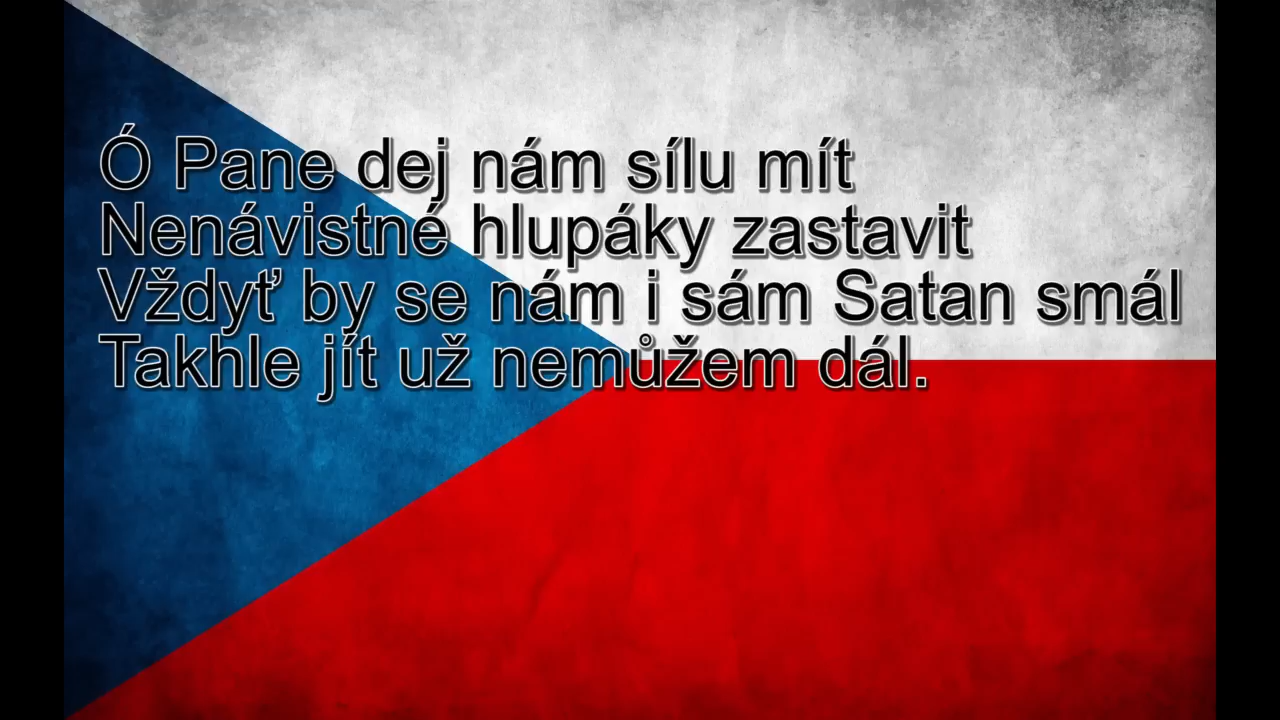 Ó Pane dej nám sílu mít
Nenávistné hlupáky zastavit
Vždyť by se nám i sám Satan smál
Takhle jít už nemůžem dál.